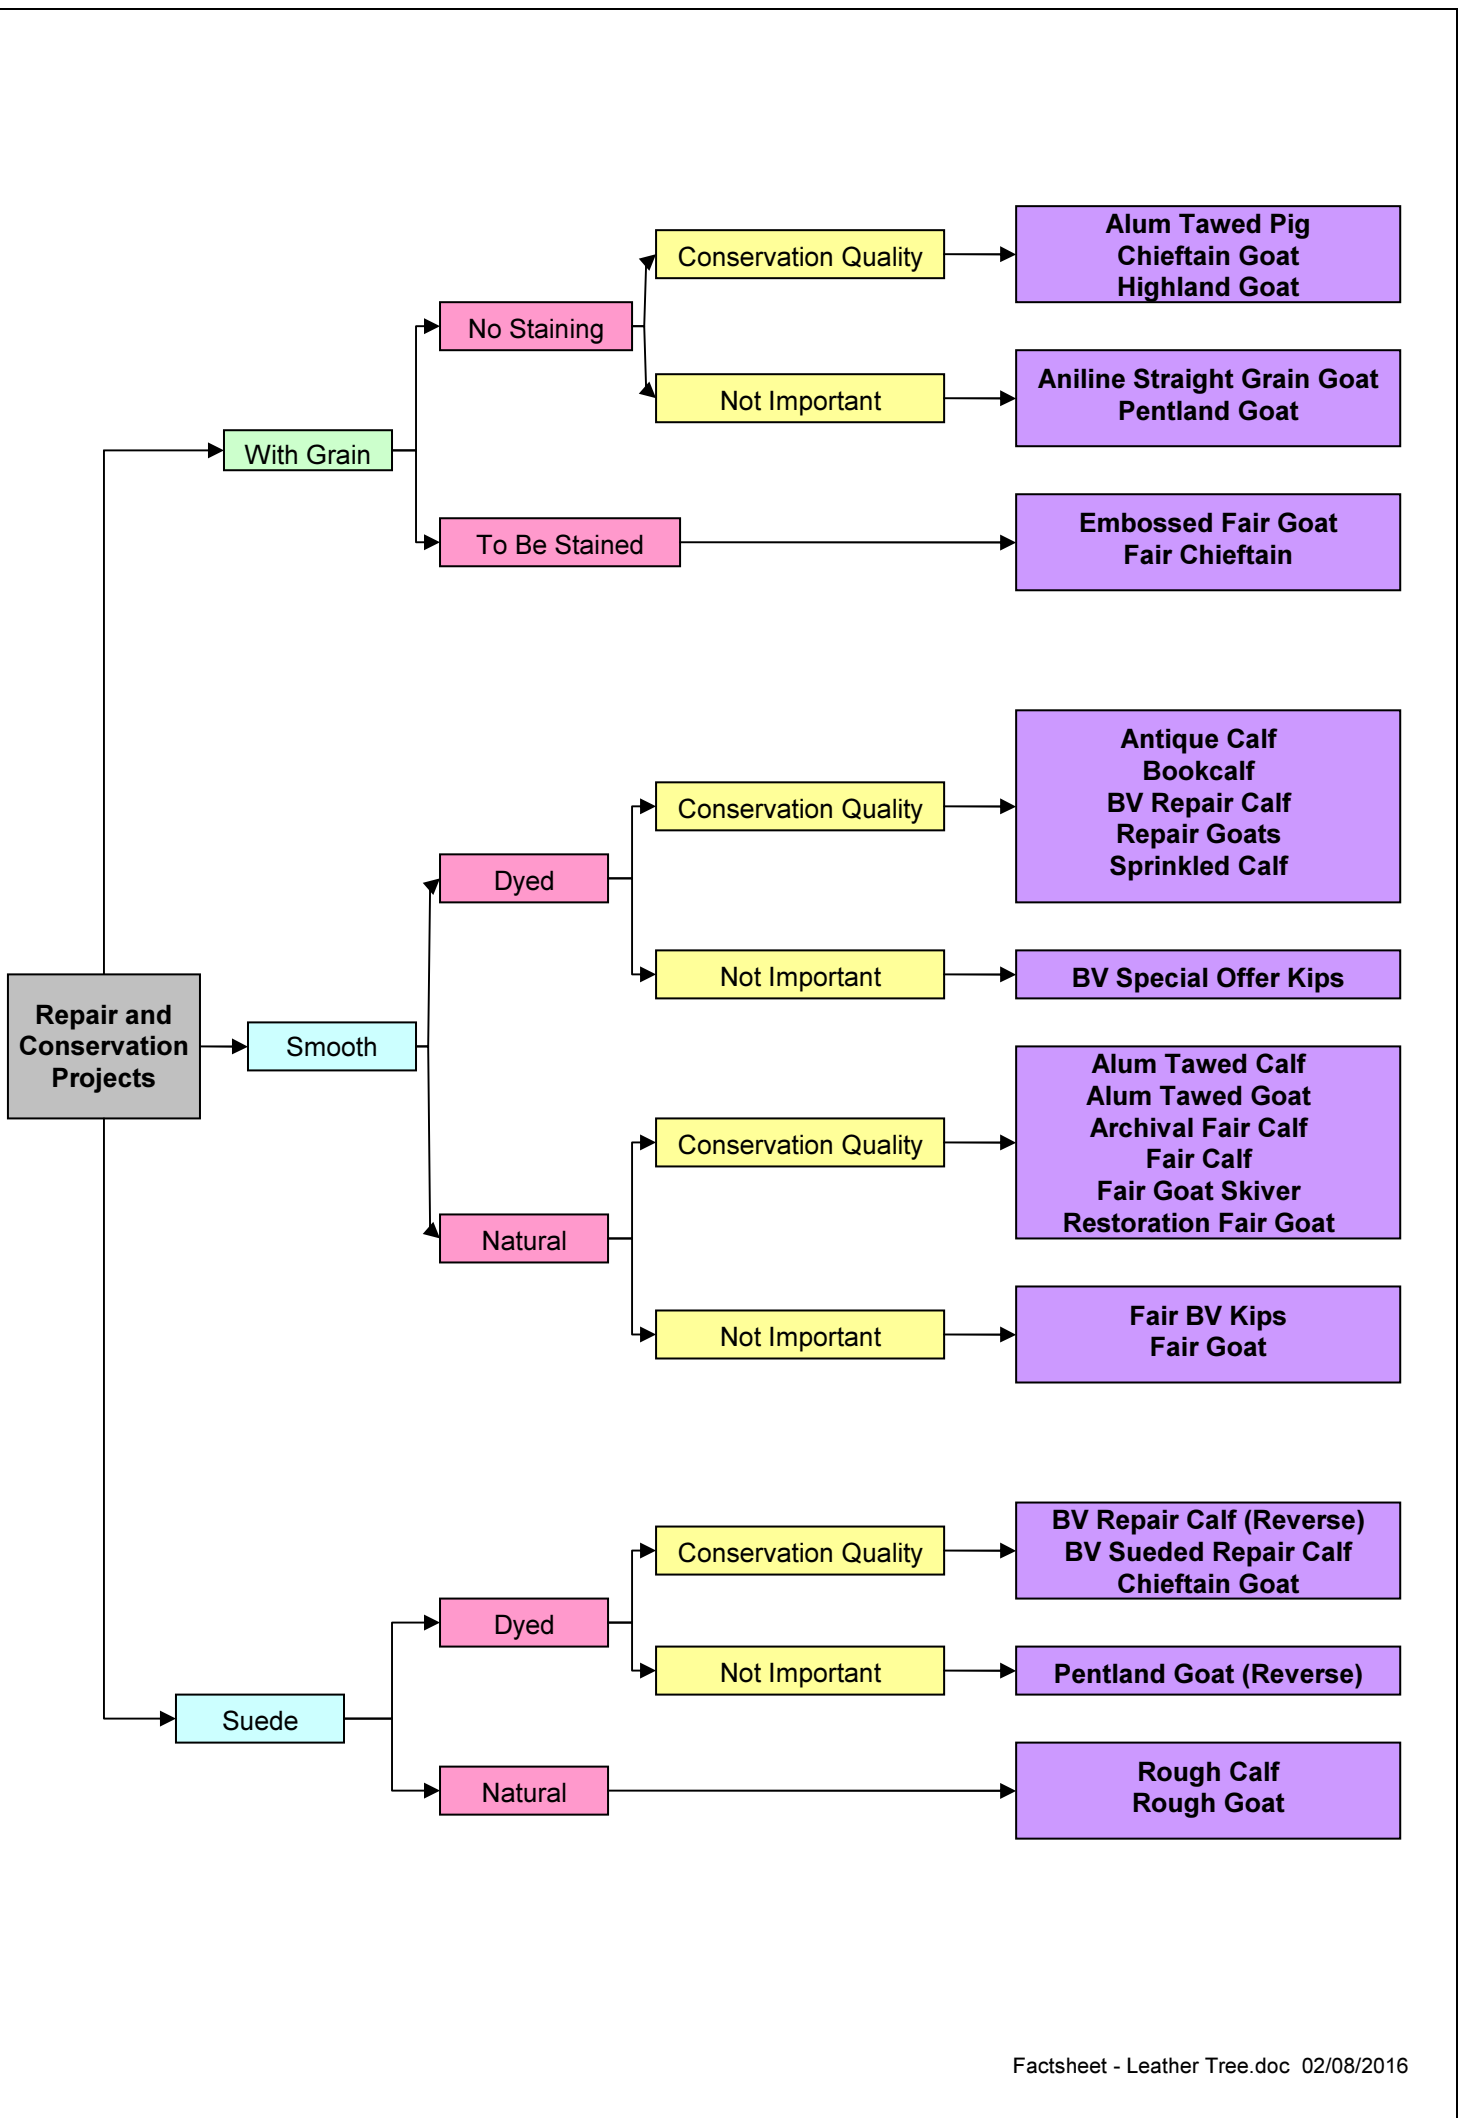 Alum Tawed Pig
Conservation Quality
Chieftain Goat
Highland Goat
No Staining
Aniline Straight Grain Goat
Not Important
Pentland Goat
With Grain
To Be Stained
Embossed Fair Goat
Fair Chieftain
Antique Calf
Bookcalf
Conservation Quality
BV Repair Calf
Repair Goats
Sprinkled Calf
Dyed
Not Important
BV Special Offer Kips
Repair and
Conservation
Projects
Smooth
Alum Tawed Calf
Alum Tawed Goat
Archival Fair Calf
Conservation Quality
Fair Calf
Fair Goat Skiver
Restoration Fair Goat
Natural
Not Important
Fair BV Kips
Fair Goat
BV Repair Calf (Reverse)
Conservation Quality
BV Sueded Repair Calf
Chieftain Goat
Dyed
Not Important
Pentland Goat (Reverse)
Suede
Natural
Rough Calf
Rough Goat
Factsheet - Leather Tree.doc 02/08/2016